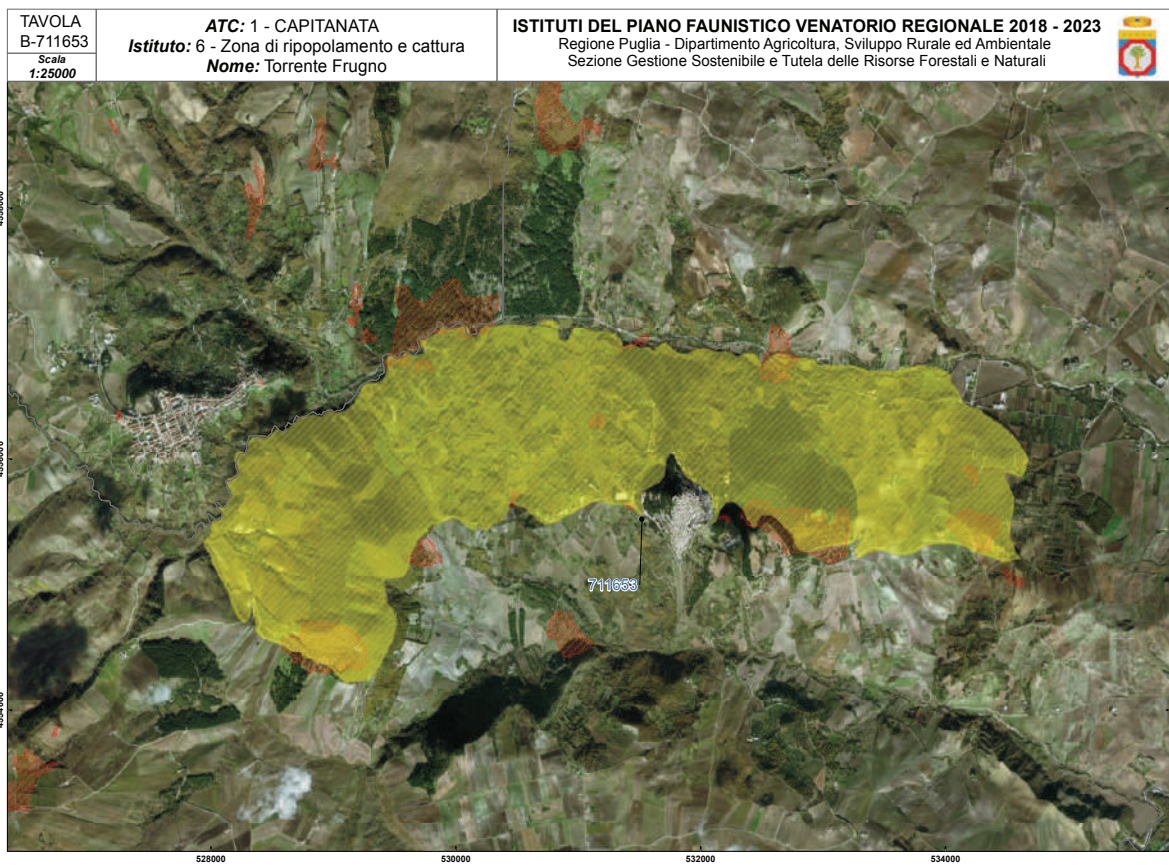 TAVOLA
B-711653
Scala
1:25000
ATC: 1 - CAPITANATA
Istituto: 6 - Zona di ripopolamento e cattura
Nome: Torrente Frugno
ISTITUTI DEL PIANO FAUNISTICO VENATORIO REGIONALE 2018 - 2023
Regione Puglia - Dipartimento Agricoltura, Sviluppo Rurale ed Ambientale
Sezione Gestione Sostenibile e Tutela delle Risorse Forestali e Naturali
711653
528000
530000
532000
534000